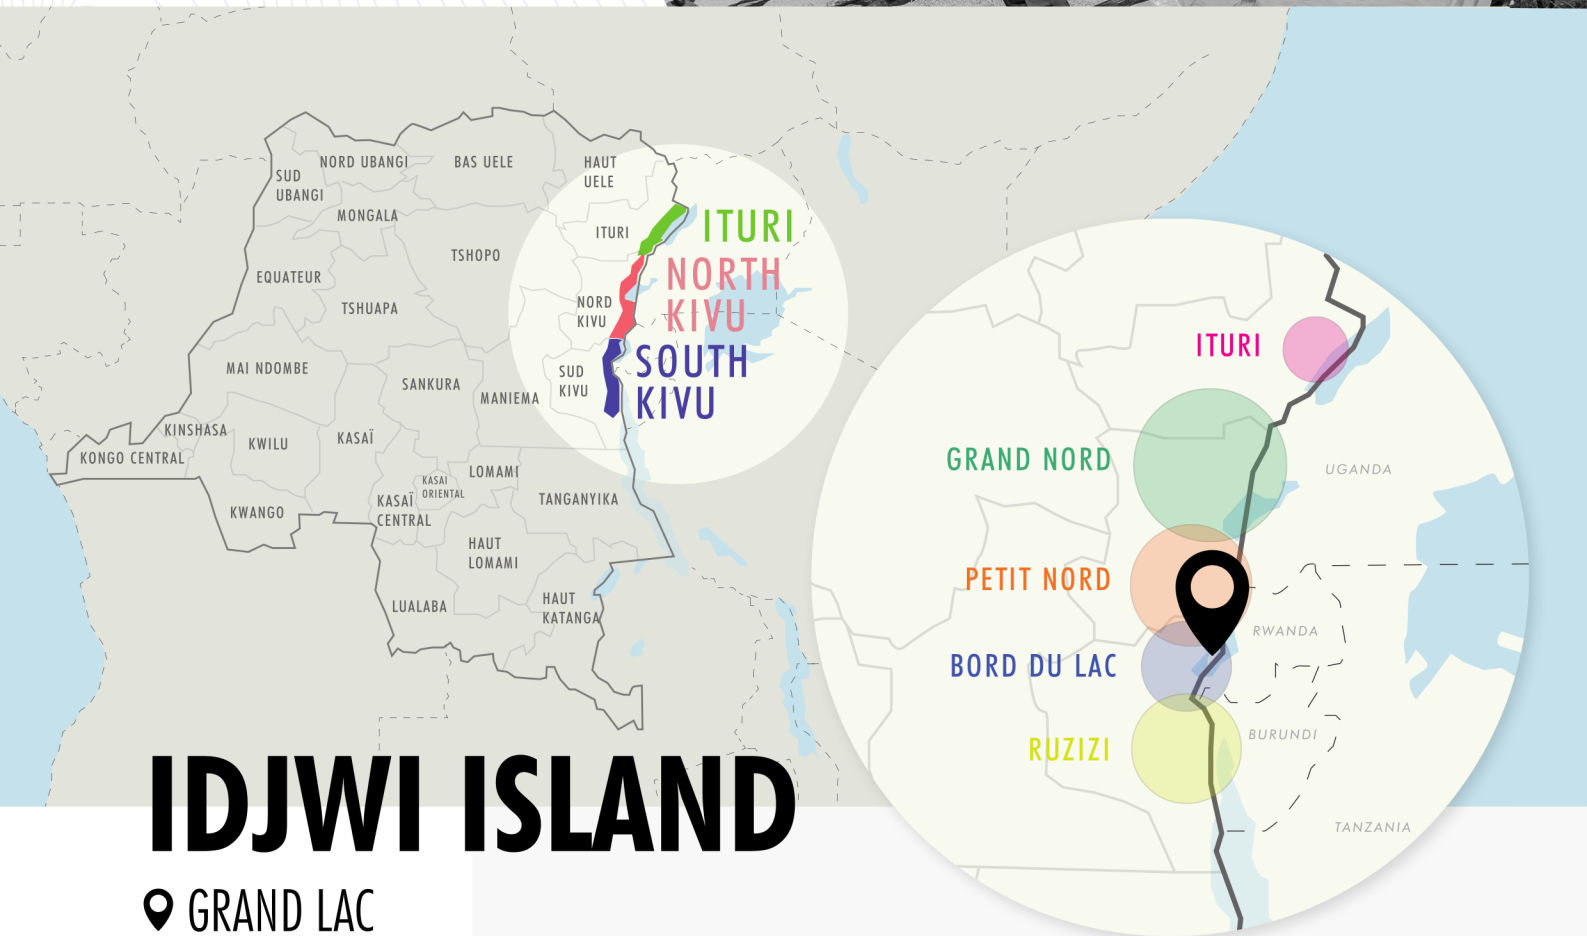 NORD UBANGI
BAS UELE
HAUT
UELE
SUD
UBANGI
MONGALA
ITURI
TSHOPO
EQUATEUR
TSHUAPA
NORD
KIVU
MAI NDOMBE
SANKURA
MANIEMA
SUD
KIVU
KINSHASA
KONGO CENTRAL
KWILU
KASAÏ
KASAI
ORIENTAL
LOMAMI
KWANGO
KASAÏ
CENTRAL
TANGANYIKA
HAUT
LOMAMI
LUALABA
HAUT
KATANGA
ITURI
NORTH
KIVU
SOUTH
KIVU
ITURI
GRAND NORD
UGANDA
PETIT NORD
RWANDA
BORD DU LAC
BURUNDI
RUZIZI
TANZANIA
IDJWI ISLAND
GRAND LAC